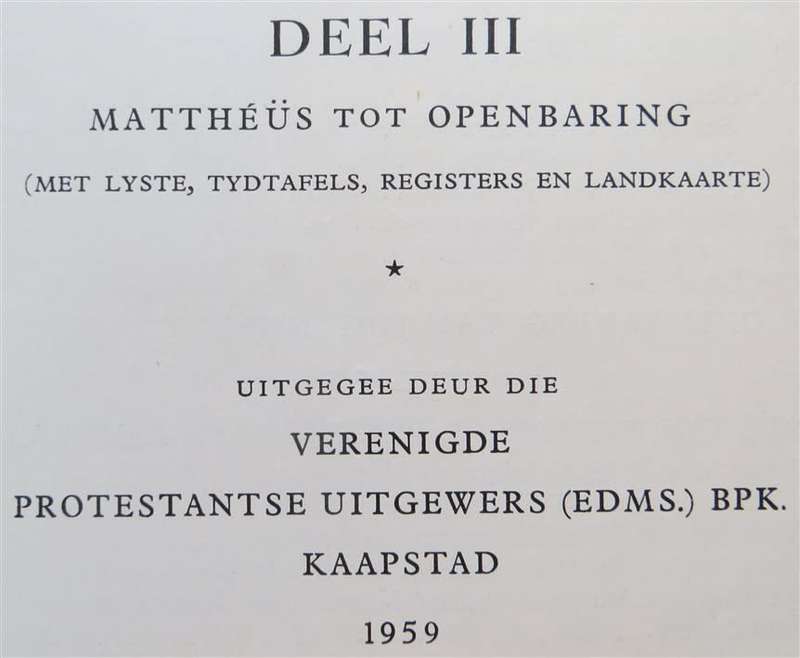 DEEL III
MATTHÉÜS TOT OPENBARING
(MET LYSTE, TYDTAFELS, REGISTERS EN LANDKAARTE)
★
UITGEGEE DEUR DIE
VERENIGDE
PROTESTANTSE UITGEWERS (EDMS.) BPK.
KAAPSTAD
1959